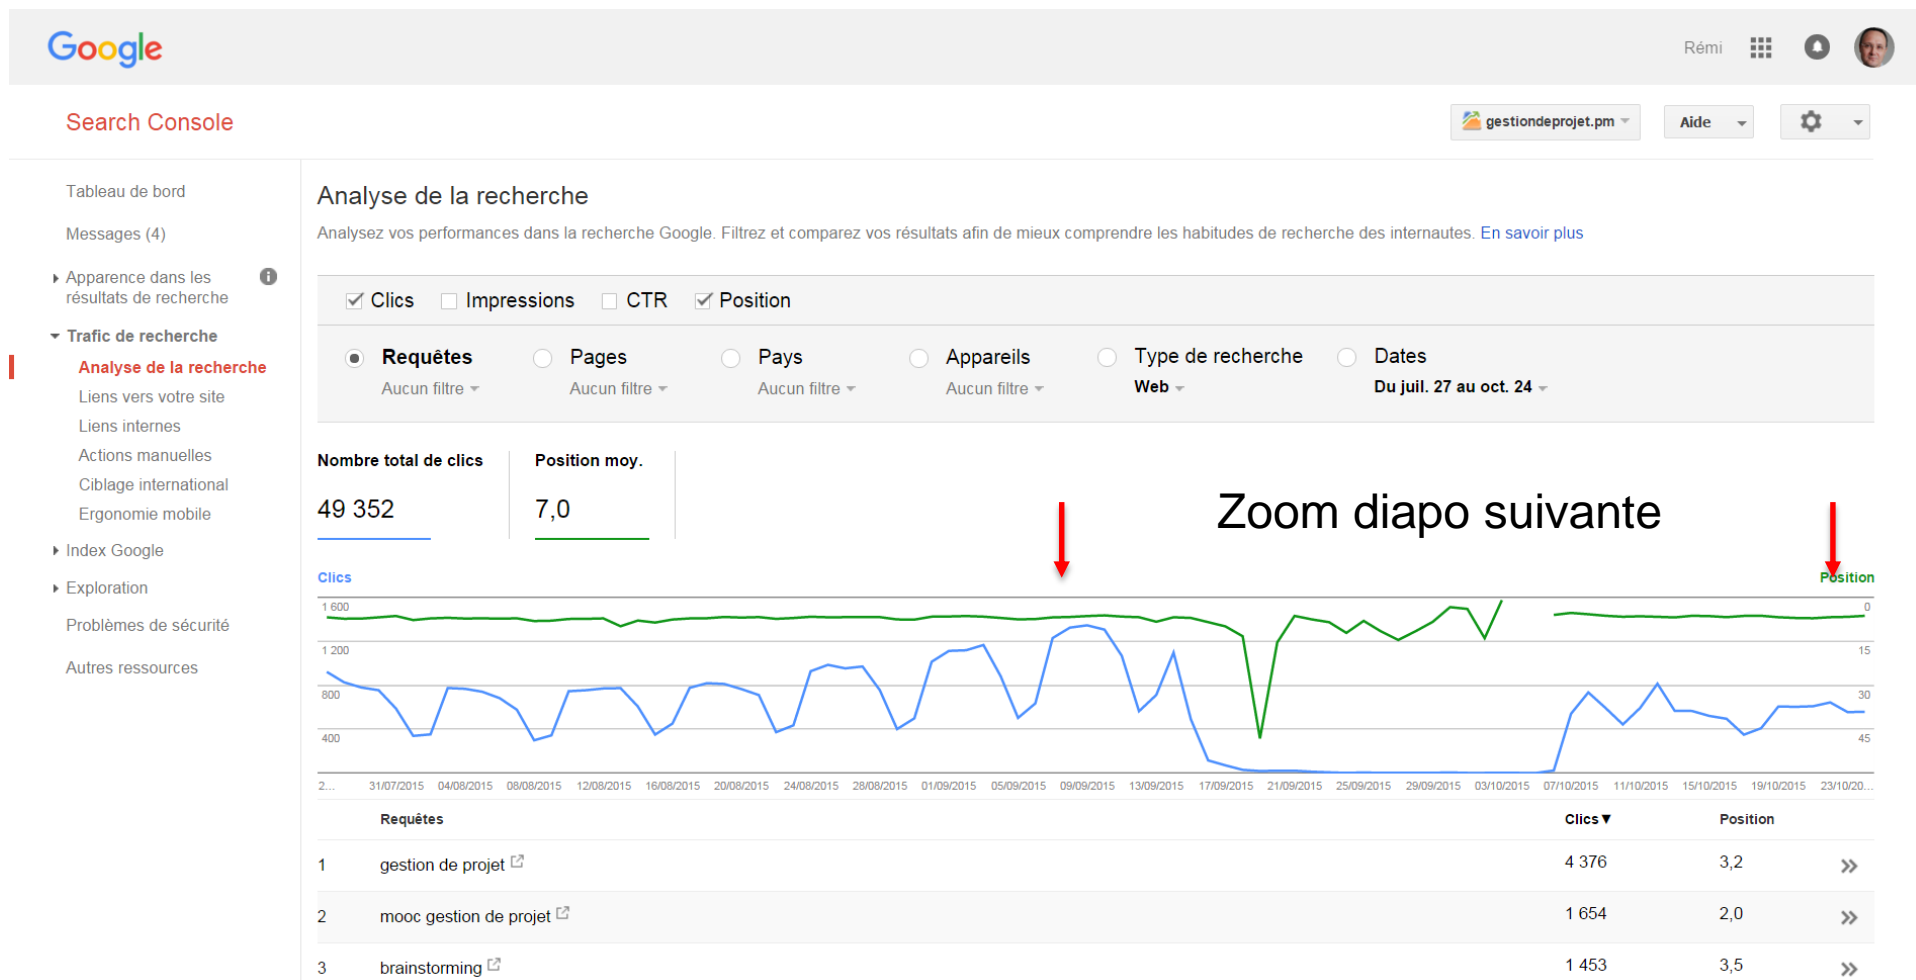 Google
Rémi
Search Console
gestiondeprojet.pm
Aide
Tableau de bord
Messages (4)
Apparence dans les
résultats de recherche
Trafic de recherche
Analyse de la recherche
Liens vers votre site
Liens internes
Actions manuelles
Ciblage international
Ergonomie mobile
Index Google
Exploration
Problèmes de sécurité
Autres ressources
Analyse de la recherche
Analysez vos performances dans la recherche Google. Filtrez et comparez vos résultats afin de mieux comprendre les habitudes de recherche des internautes. En savoir plus
Clics Impressions CTR Position
Requêtes Pages Pays Appareils Type de recherche Dates
Aucun filtre Aucun filtre Aucun filtre Aucun filtre Web Du juil. 27 au oct. 24
Nombre total de clics Position moy.
49 352 7,0
Zoom diapo suivante
Clics Position
1 600 0
1 200 15
800 30
400 45
2... 31/07/2015 04/08/2015 08/08/2015 12/08/2015 16/08/2015 20/08/2015 24/08/2015 28/08/2015 01/09/2015 05/09/2015 09/09/2015 13/09/2015 17/09/2015 21/09/2015 25/09/2015 29/09/2015 03/10/2015 07/10/2015 11/10/2015 15/10/2015 19/10/2015 23/10/20...
Requêtes Clics▼ Position
1 gestion de projet 4 376 3,2 »
2 mooc gestion de projet 1 654 2,0 »
3 brainstorming 1 453 3,5 »